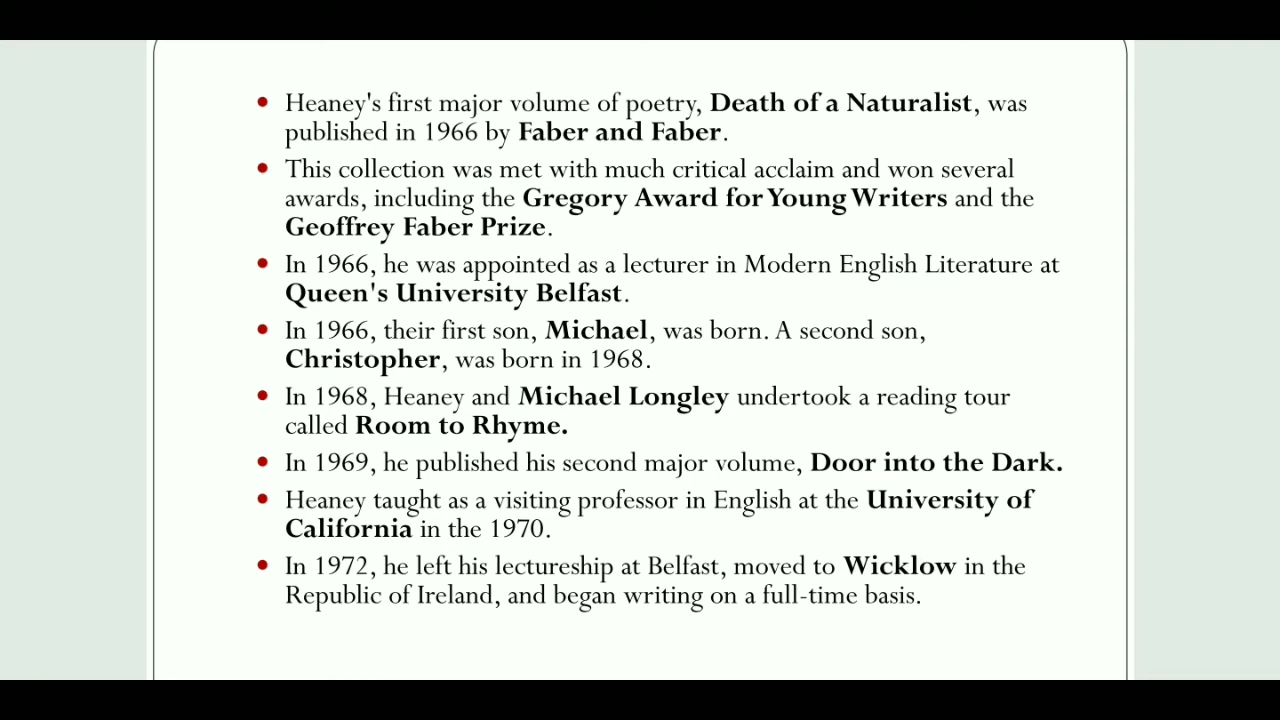 • Heaney's first major volume of poetry, Death of a Naturalist, was
published in 1966 by Faber and Faber.
• This collection was met with much critical acclaim and won several
awards, including the Gregory Award for Young Writers and the
Geoffrey Faber Prize.
• In 1966, he was appointed as a lecturer in Modern English Literature at
Queen's University Belfast.
• In 1966, their first son, Michael, was born. A second son,
Christopher, was born in 1968.
• In 1968, Heaney and Michael Longley undertook a reading tour
called Room to Rhyme.
• In 1969, he published his second major volume, Door into the Dark.
• Heaney taught as a visiting professor in English at the University of
California in the 1970.
• In 1972, he left his lectureship at Belfast, moved to Wicklow in the
Republic of Ireland, and began writing on a full-time basis.